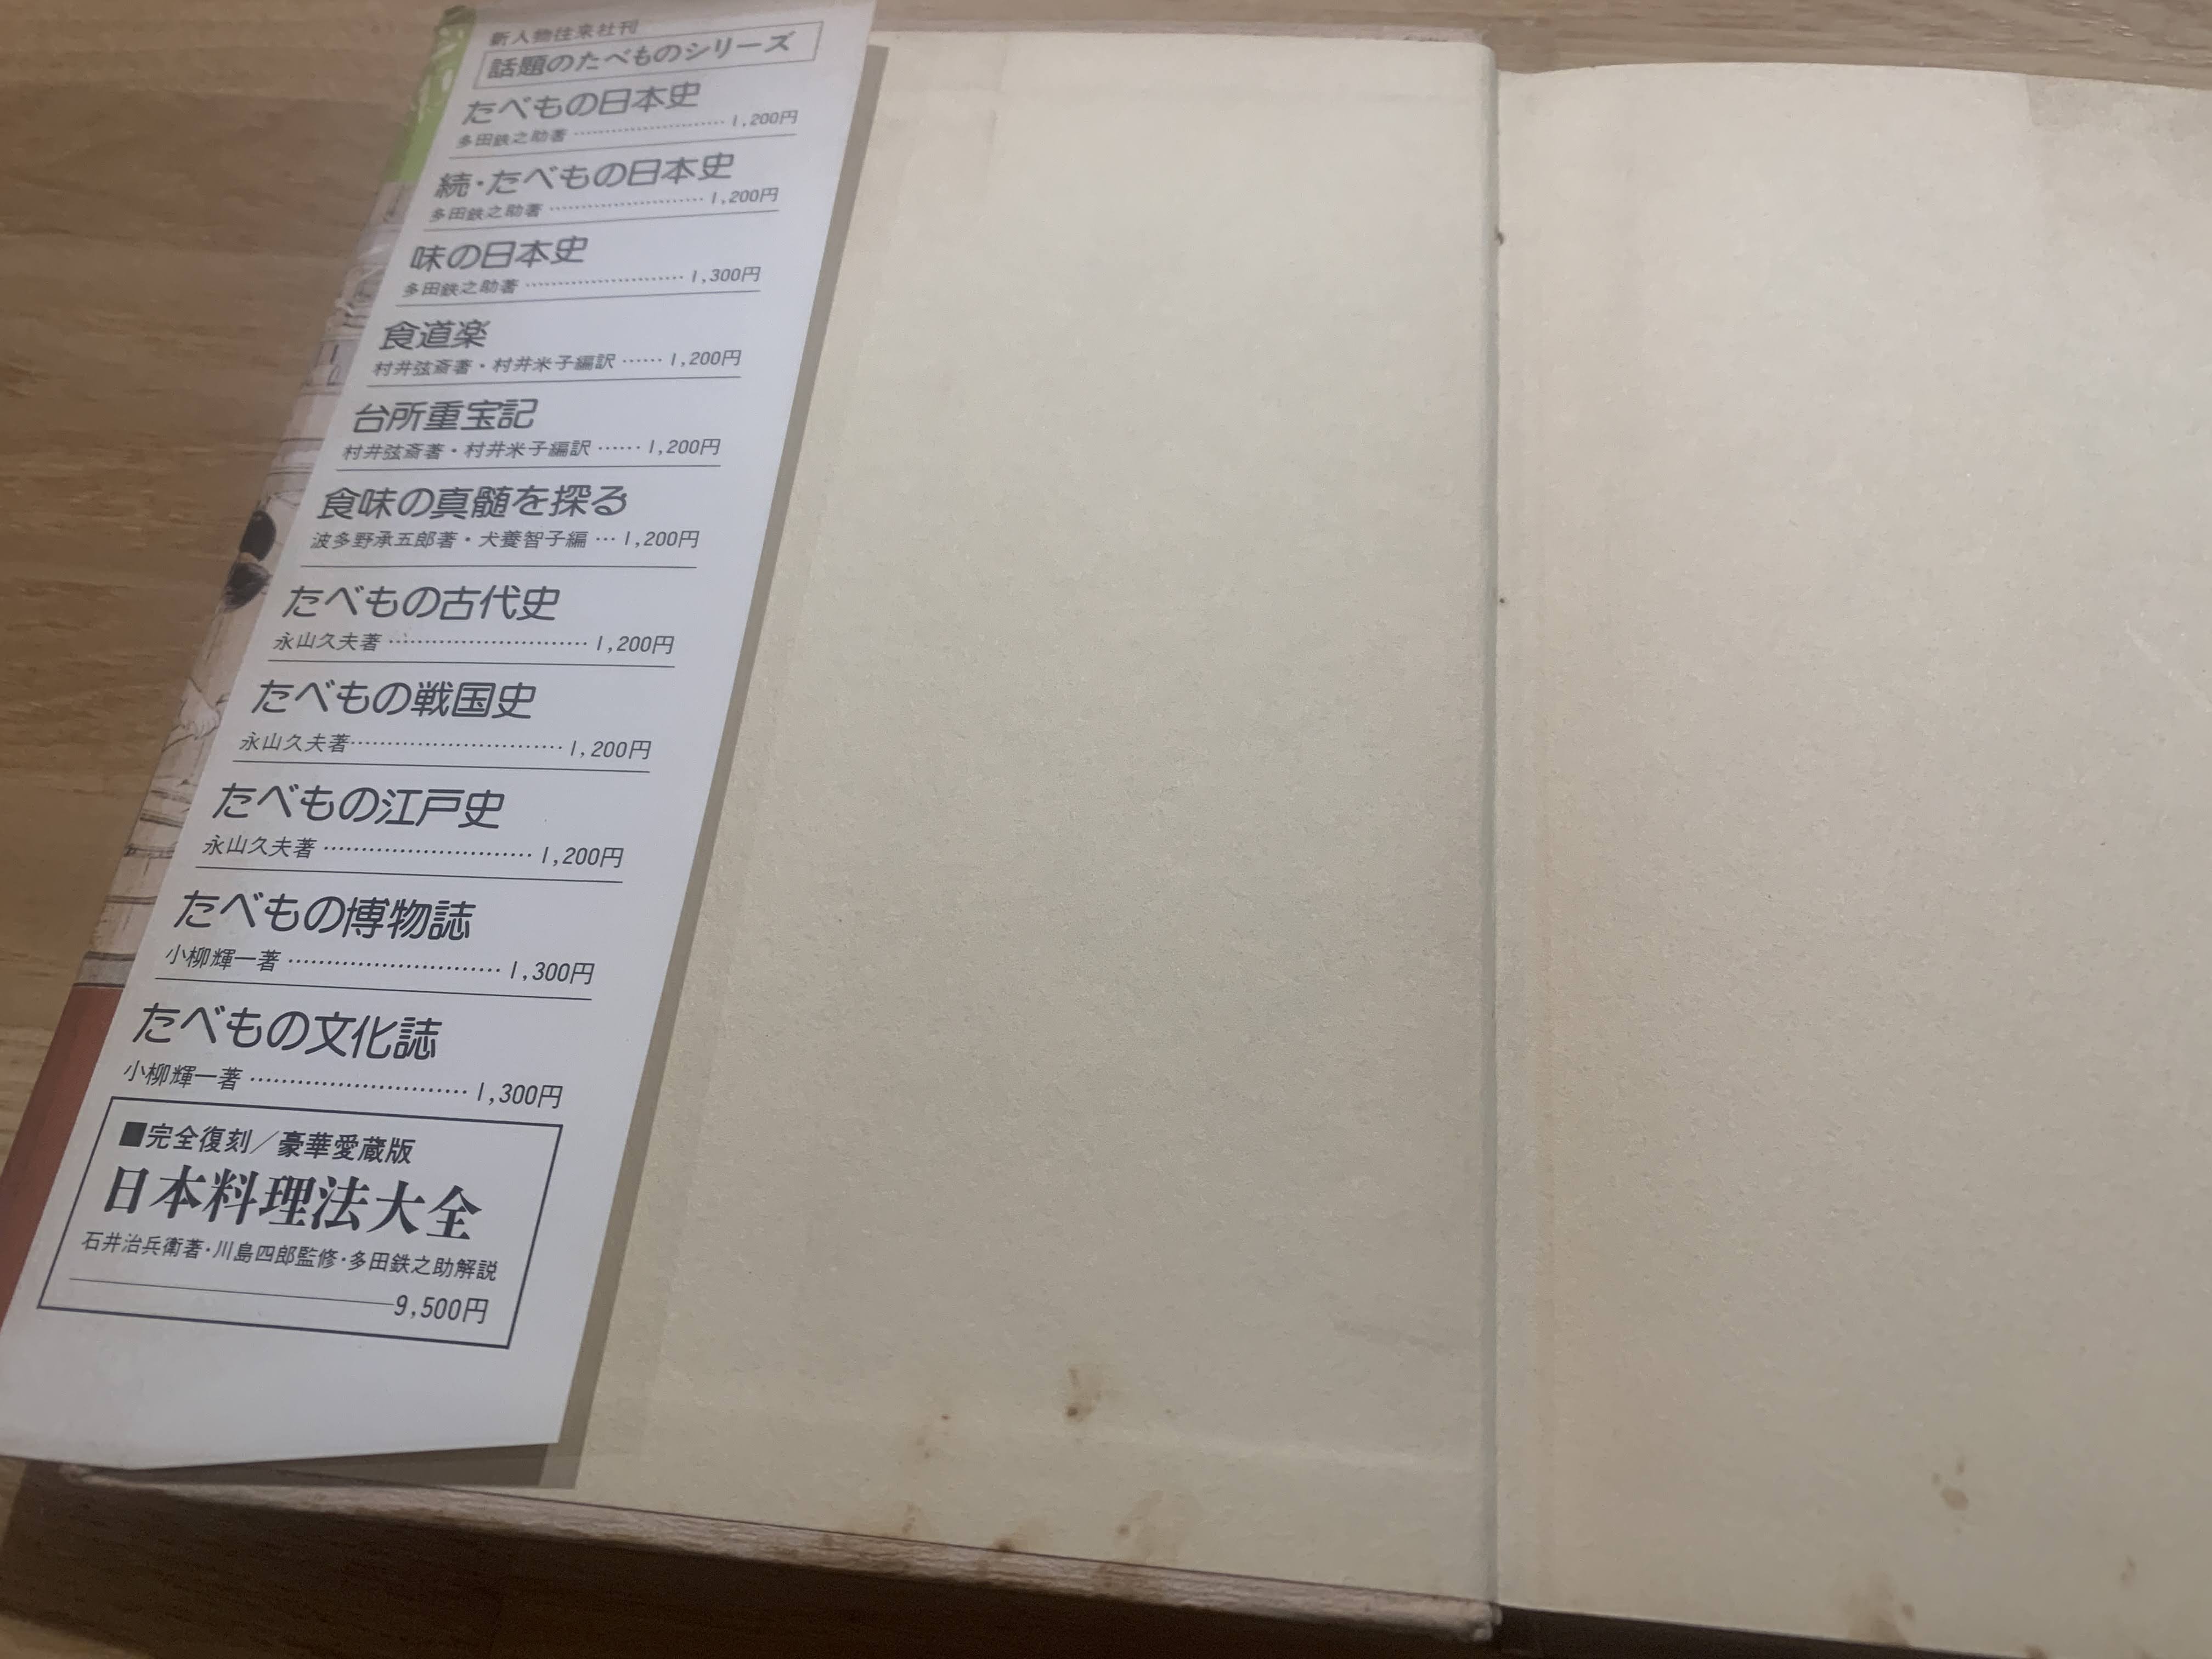 新人物往来社刊
話題のたべものシリーズ
たべもの日本史
多田鉄之助著……………………1,200円
続・たべもの日本史
多田鉄之助著……………………1,200円
味の日本史
多田鉄之助著……………………1,300円
食道楽
村井弦斎著・村井米子編訳……1,200円
台所重宝記
村井弦斎著・村井米子編訳……1,200円
食味の真髄を探る
波多野承五郎著・犬養智子編…1,200円
たべもの古代史
永山久夫著…………………………1,200円
たべもの戦国史
永山久夫著…………………………1,200円
たべもの江戸史
永山久夫著…………………………1,200円
たべもの博物誌
小柳輝一著…………………………1,300円
たべもの文化誌
小柳輝一著…………………………1,300円
■完全復刻／豪華愛蔵版
日本料理法大全
石井治兵衛著・川島四郎監修・多田鉄之助解説
9,500円